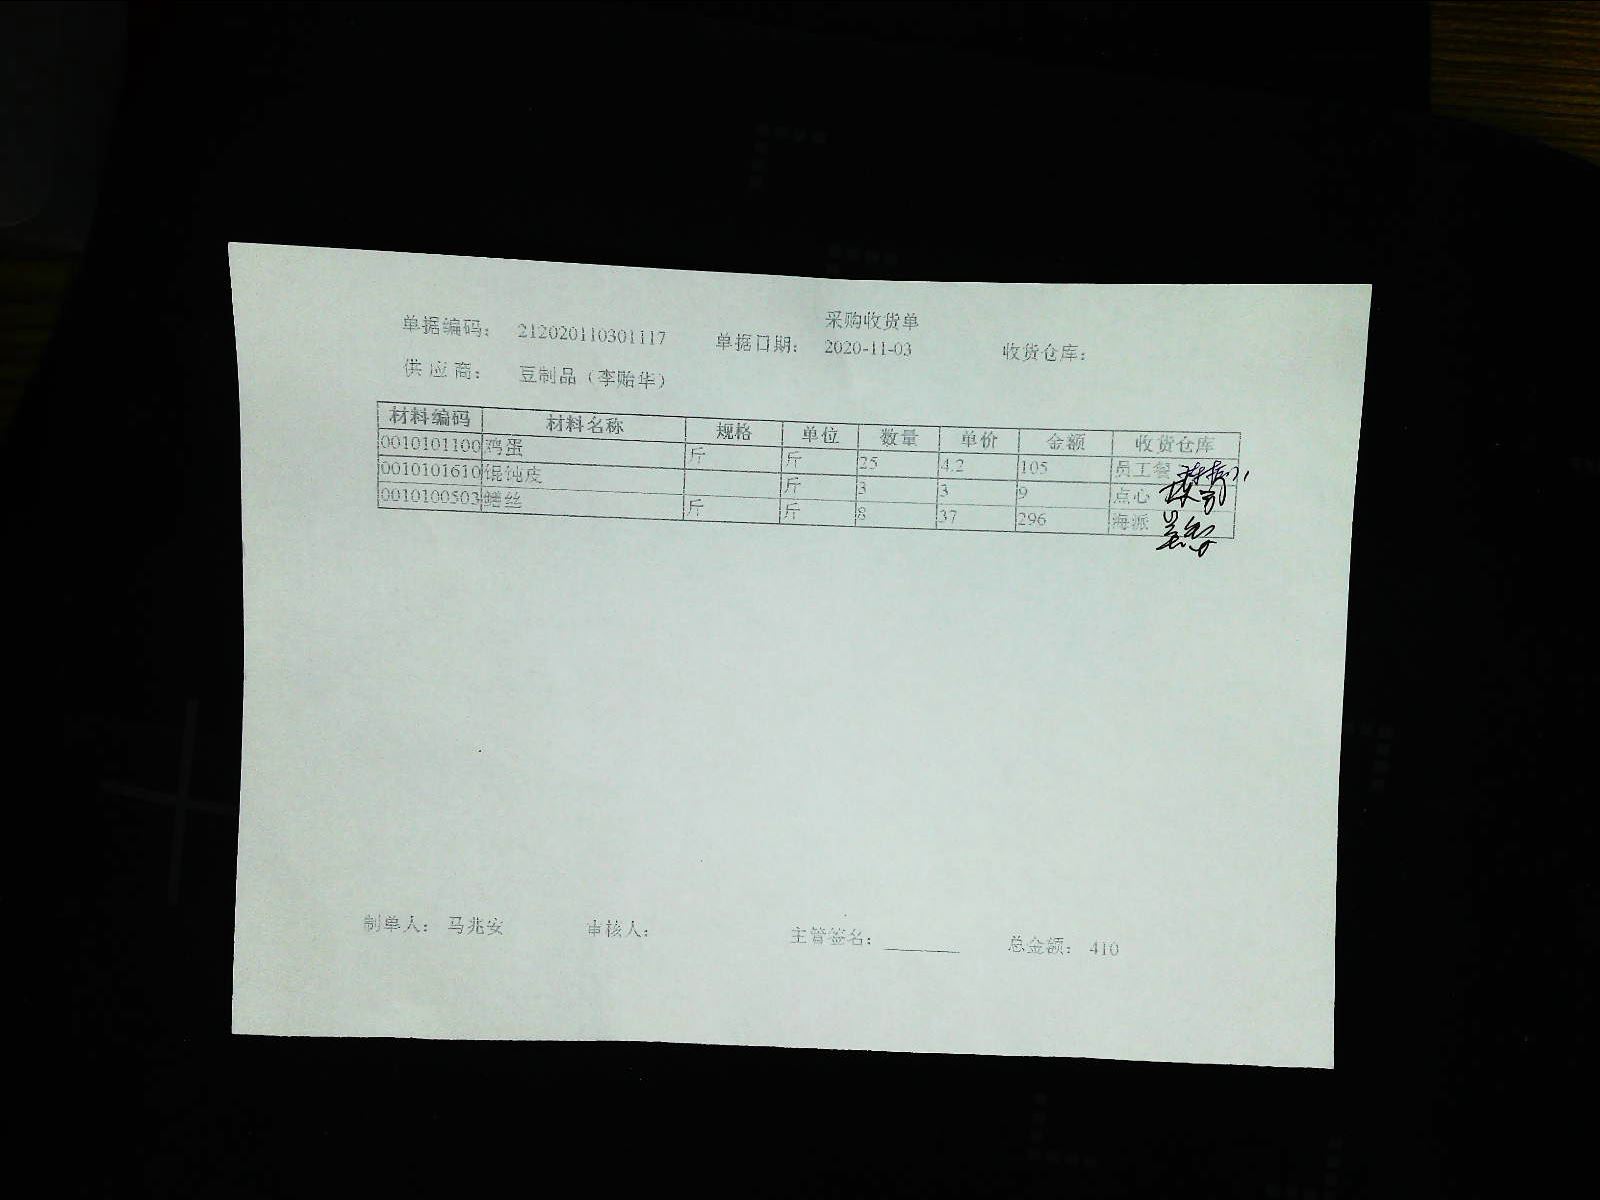 采购收货单
单据编码： 212020110301117 单据日期： 2020-11-03 收货仓库：
供 应 商： 豆制品（李贻华）
材料编码 材料名称 规格 单位 数量 单价 金额 收货仓库
0010101100 鸡蛋 斤 斤 25 4.2 105 员工餐
0010101610 馄饨皮 斤 3 3 9 点心
0010100503 鳝丝 斤 斤 8 37 296 海派
制单人： 马兆安 审核人： 主管签名： 总金额： 410